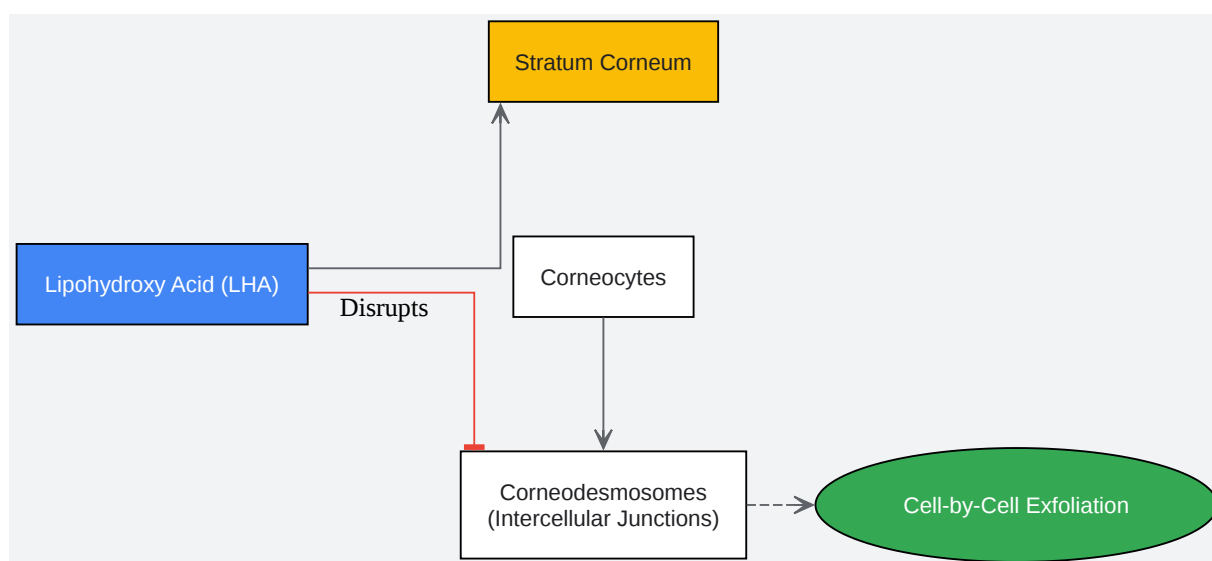 Stratum Corneum
Lipohydroxy Acid (LHA)
Corneocytes
Disrupts
Corneodesmosomes
(Intercellular Junctions)
Cell-by-Cell Exfoliation